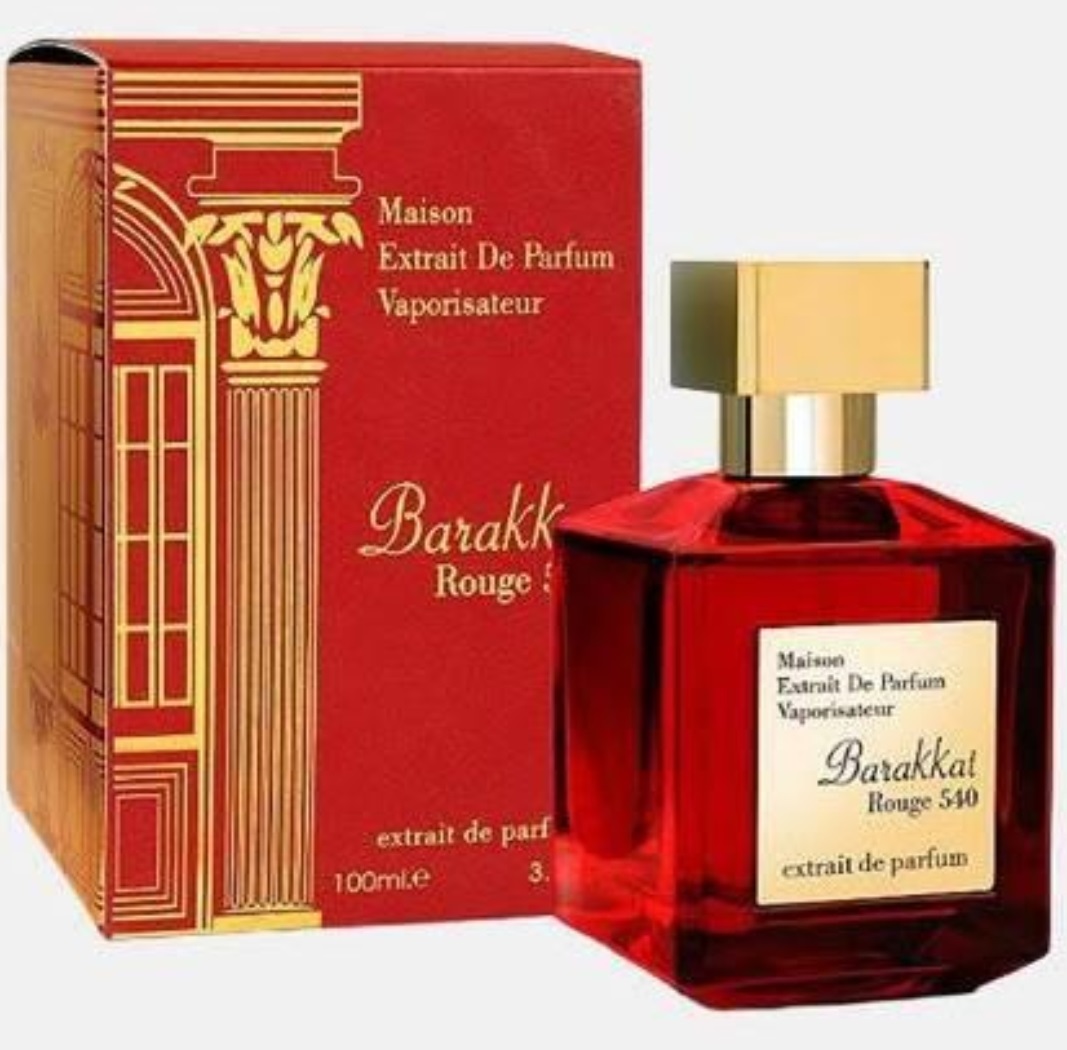 Maison
Extrait De Parfum
Vaporisateur
Barakk
Rouge 5
extrait de parf
100ml.e
3.
Maison
Extrait De Parfum
Vaporisateur
Barakkat
Rouge 540
extrait de parfum